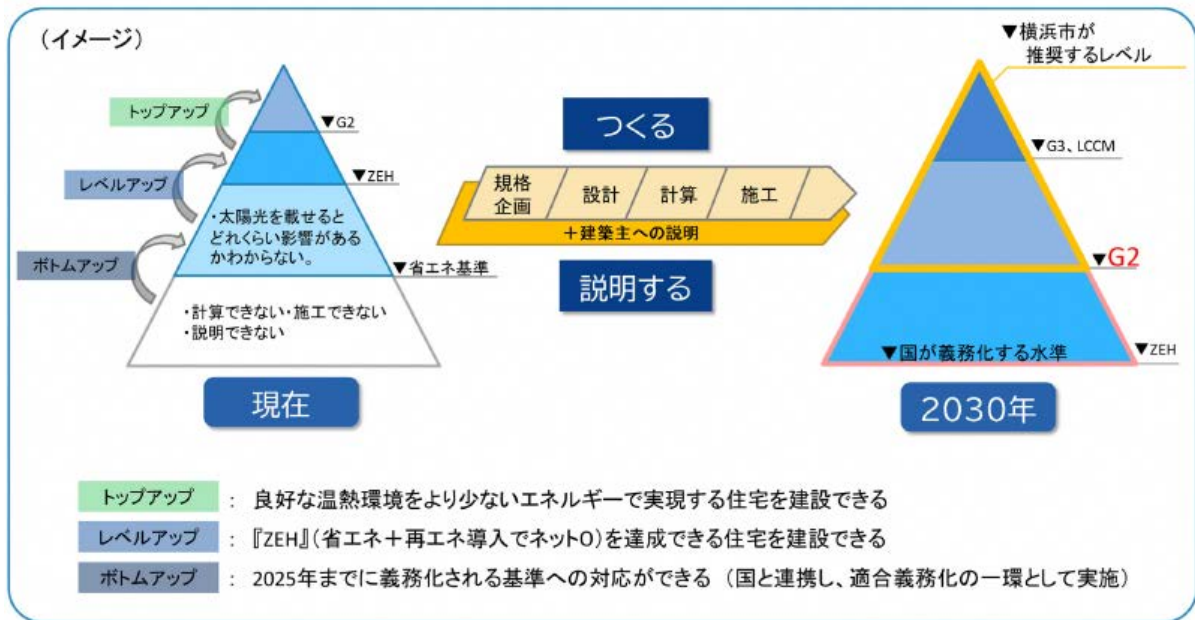 (イメージ)
トップアップ
レベルアップ
ボトムアップ
▼G2
▼ZEH
・太陽光を載せると
どれくらい影響がある
かわからない。
▼省エネ基準
・計算できない・施工できない
・説明できない
現在
つくる
規格
企画
設計
計算
施工
+建築主への説明
説明する
▼横浜市が
推奨するレベル
▼G3、LCCM
▼G2
▼国が義務化する水準
▼ZEH
2030年
トップアップ : 良好な温熱環境をより少ないエネルギーで実現する住宅を建設できる
レベルアップ : 『ZEH』(省エネ+再エネ導入でネット0)を達成できる住宅を建設できる
ボトムアップ : 2025年までに義務化される基準への対応ができる (国と連携し、適合義務化の一環として実施)